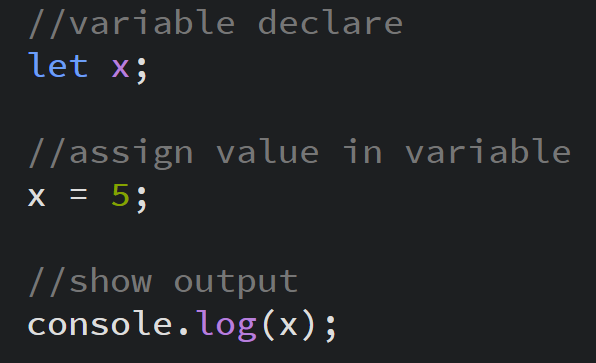 //variable declare
let x;
//assign value in variable
x = 5;
//show output
console.log(x);